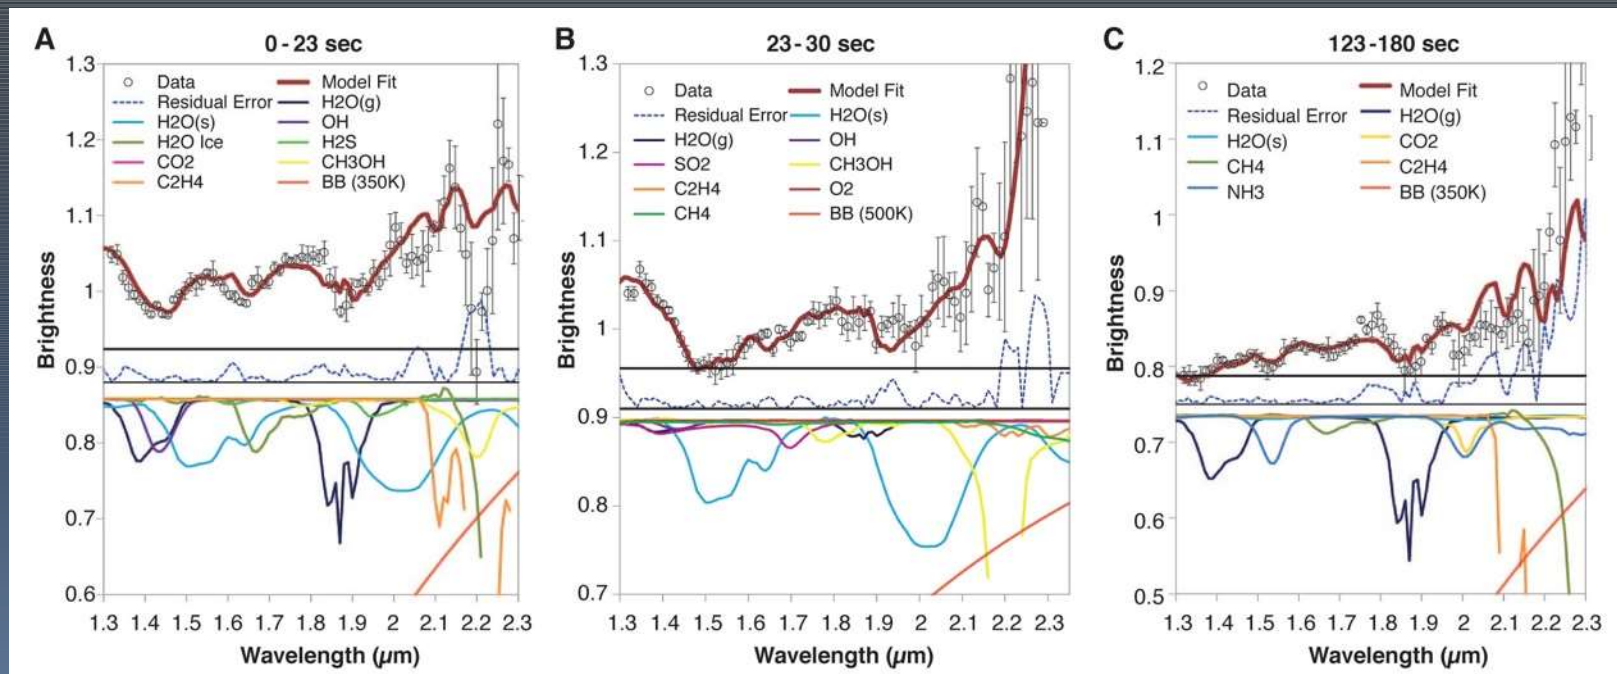 A
0-23 sec
Brightness
1.3
1.2
1.1
1
0.9
0.8
0.7
0.6
Data
Model Fit
Residual Error
H2O(g)
H2O(s)
OH
H2O Ice
H2S
CO2
CH3OH
C2H4
BB (350K)
1.3 1.4 1.5 1.6 1.7 1.8 1.9 2 2.1 2.2 2.3
Wavelength (µm)
B
23-30 sec
Brightness
1.3
1.2
1.1
1
0.9
0.8
0.7
Data
Model Fit
Residual Error
H2O(s)
H2O(g)
OH
SO2
CH3OH
C2H4
O2
CH4
BB (500K)
1.3 1.4 1.5 1.6 1.7 1.8 1.9 2 2.1 2.2 2.3
Wavelength (µm)
C
123-180 sec
Brightness
1.2
1.1
1
0.9
0.8
0.7
0.6
0.5
Data
Model Fit
Residual Error
H2O(g)
H2O(s)
CO2
CH4
C2H4
NH3
BB (350K)
1.3 1.4 1.5 1.6 1.7 1.8 1.9 2 2.1 2.2 2.3
Wavelength (µm)